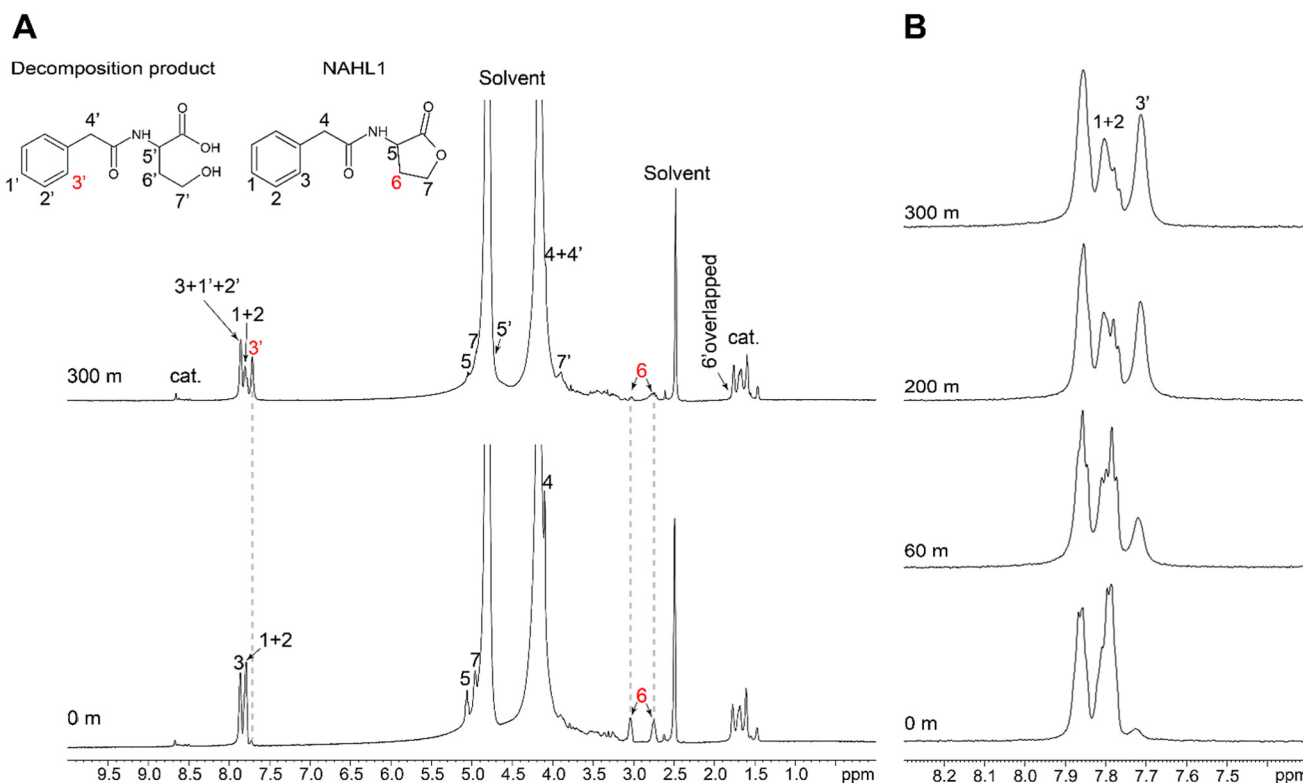 A
B
Decomposition product
NAHL1
4'
NH
O
O
OH
5'
6'
OH
7'
1'
2'
3'
4
NH
O
O
O
5
6
7
1
2
3
Solvent
Solvent
4+4'
3+1'+2'
1+2
3'
cat.
5
7
5'
7'
6
6'overlapped
cat.
300 m
4
3
1+2
5
7
6
0 m
9.5 9.0 8.5 8.0 7.5 7.0 6.5 6.0 5.5 5.0 4.5 4.0 3.5 3.0 2.5 2.0 1.5 1.0 ppm
1+2
3'
300 m
200 m
60 m
0 m
8.2 8.1 8.0 7.9 7.8 7.7 7.6 7.5 ppm